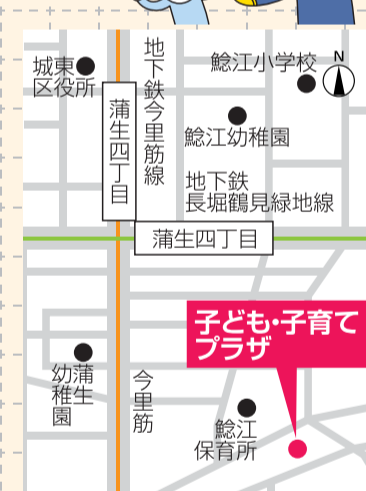 城東
区役所
地下鉄今里筋線
鯰江小学校
N
蒲生四丁目
鯰江幼稚園
地下鉄
長堀鶴見緑地線
蒲生四丁目
子ども・子育て
プラザ
蒲生
幼稚園
今里筋
鯰江
保育所